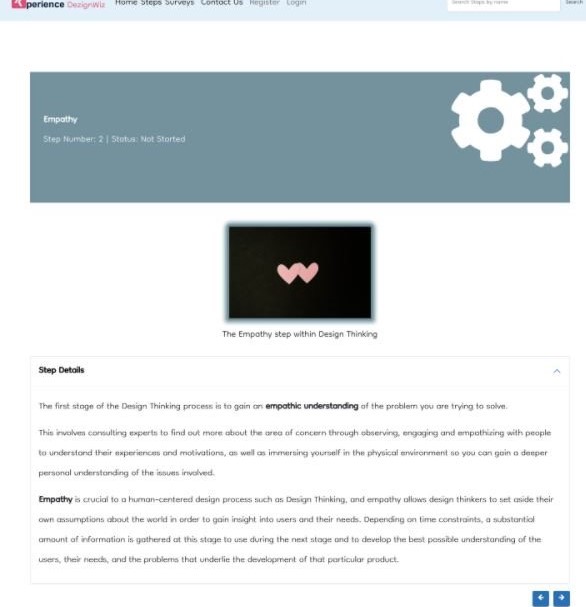 Xperience DezignWiz Home Steps Surveys Contact Us Register Login Search Steps by name Search
Empathy
Step Number: 2 | Status: Not Started
The Empathy step within Design Thinking
Step Details
The first stage of the Design Thinking process is to gain an empathic understanding of the problem you are trying to solve.
This involves consulting experts to find out more about the area of concern through observing, engaging and empathizing with people
to understand their experiences and motivations, as well as immersing yourself in the physical environment so you can gain a deeper
personal understanding of the issues involved.
Empathy is crucial to a human-centered design process such as Design Thinking, and empathy allows design thinkers to set aside their
own assumptions about the world in order to gain insight into users and their needs. Depending on time constraints, a substantial
amount of information is gathered at this stage to use during the next stage and to develop the best possible understanding of the
users, their needs, and the problems that underlie the development of that particular product.